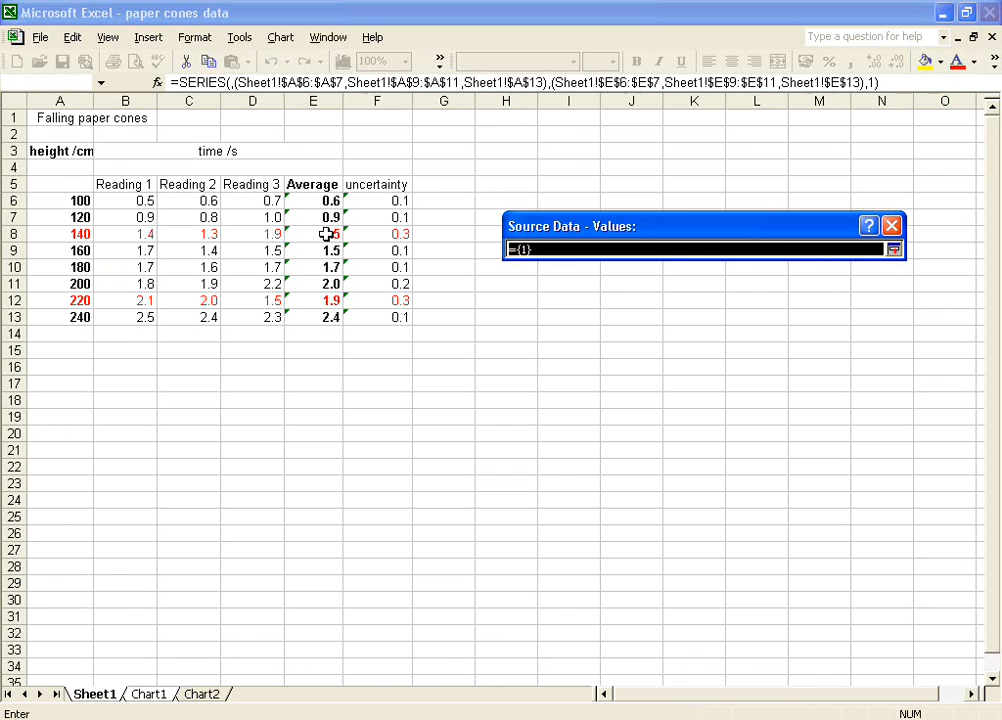 Microsoft Excel - paper cones data
File Edit View Insert Format Tools Chart Window Help Type a question for help
100% » B I U % »
fx =SERIES(,(Sheet1!$A$6:$A$7,Sheet1!$A$9:$A$11,Sheet1!$A$13),(Sheet1!$E$6:$E$7,Sheet1!$E$9:$E$11,Sheet1!$E$13),1)
A B C D E F G H I J K L M N O
1 Falling paper cones
2
3 height /cm time /s
4
5 Reading 1 Reading 2 Reading 3 Average uncertainty
6 100 0.5 0.6 0.7 0.6 0.1
7 120 0.9 0.8 1.0 0.9 0.1
8 140 1.4 1.3 1.9 5 0.3
9 160 1.7 1.4 1.5 1.5 0.1
10 180 1.7 1.6 1.7 1.7 0.1
11 200 1.8 1.9 2.2 2.0 0.2
12 220 2.1 2.0 1.5 1.9 0.3
13 240 2.5 2.4 2.3 2.4 0.1
Source Data - Values:
={1}
14
15
16
17
18
19
20
21
22
23
24
25
26
27
28
29
30
31
32
33
34
35
Sheet1 Chart1 Chart2
Enter NUM